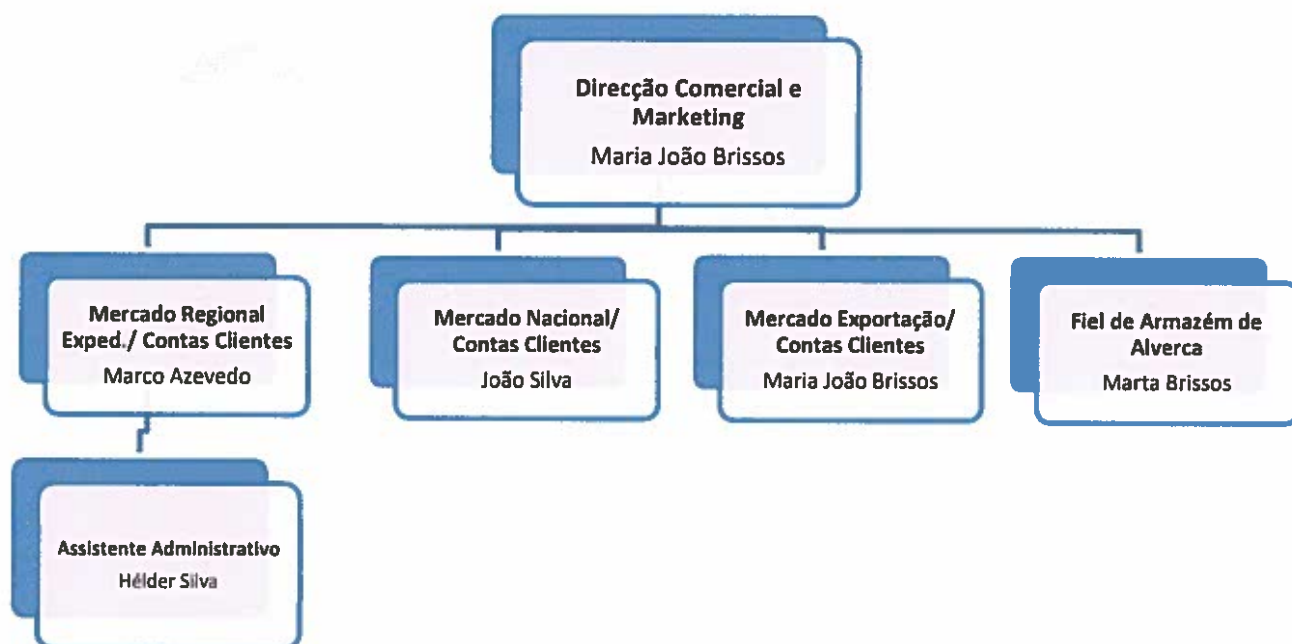 Direcção Comercial e
Marketing
Maria João Brissos
Mercado Regional
Exped./ Contas Clientes
Marco Azevedo
Mercado Nacional/
Contas Clientes
João Silva
Mercado Exportação/
Contas Clientes
Maria João Brissos
Fiel de Armazém de
Alverca
Marta Brissos
Assistente Administrativo
Hélder Silva